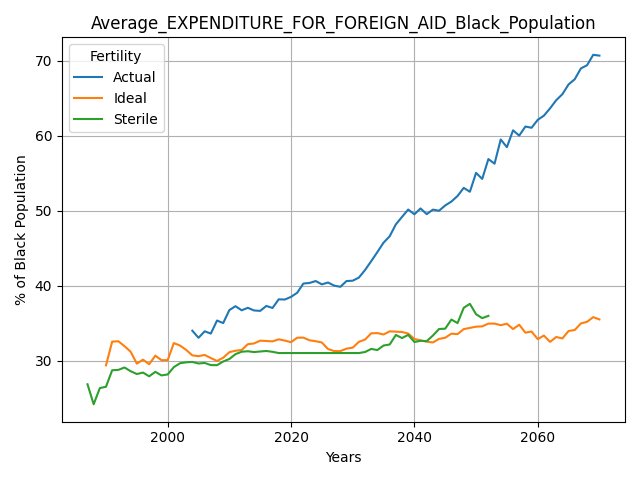 Average_EXPENDITURE_FOR_FOREIGN_AID_Black_Population
Fertility
Actual
Ideal
Sterile
% of Black Population
70
60
50
40
30
2000
2020
2040
2060
Years